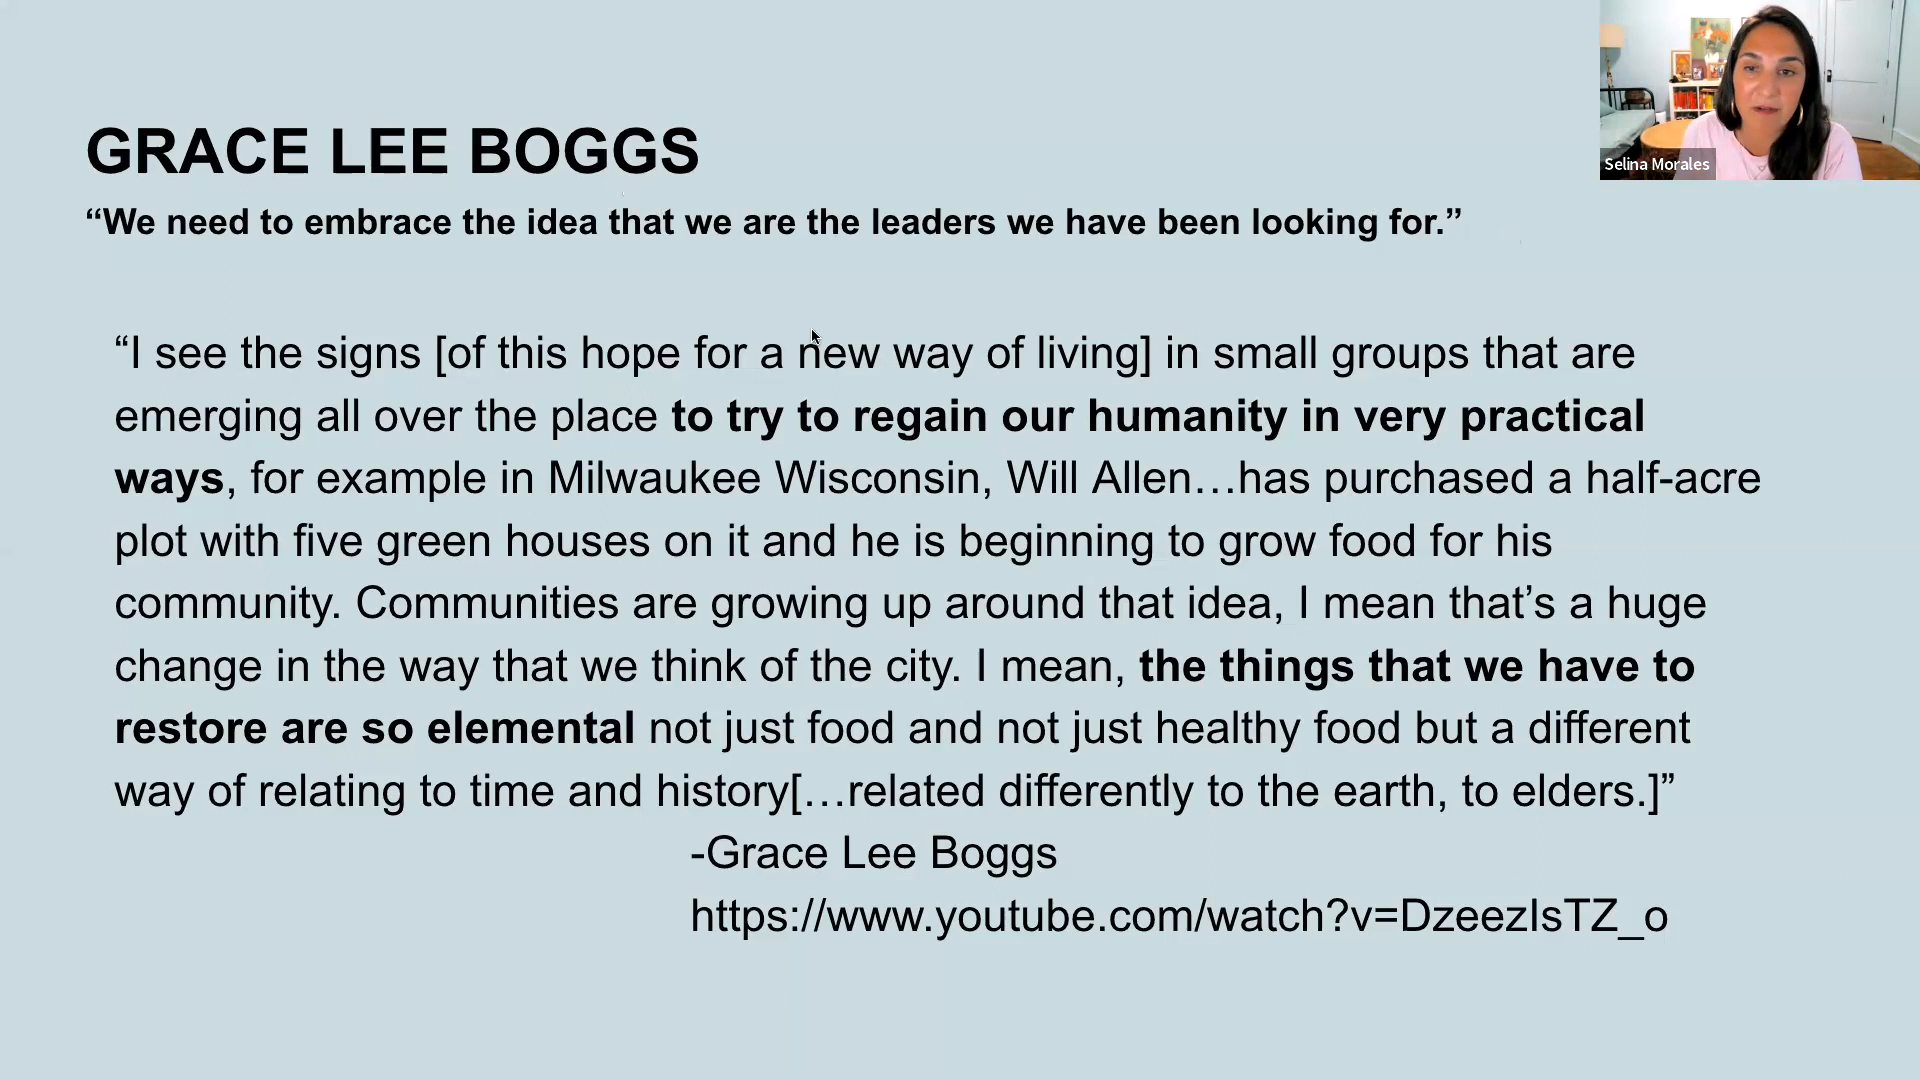 GRACE LEE BOGGS
“We need to embrace the idea that we are the leaders we have been looking for.”
“I see the signs [of this hope for a new way of living] in small groups that are
emerging all over the place to try to regain our humanity in very practical
ways, for example in Milwaukee Wisconsin, Will Allen…has purchased a half-acre
plot with five green houses on it and he is beginning to grow food for his
community. Communities are growing up around that idea, I mean that’s a huge
change in the way that we think of the city. I mean, the things that we have to
restore are so elemental not just food and not just healthy food but a different
way of relating to time and history[…related differently to the earth, to elders.]”
-Grace Lee Boggs
https://www.youtube.com/watch?v=DzeezIsTZ_o
Selina Morales